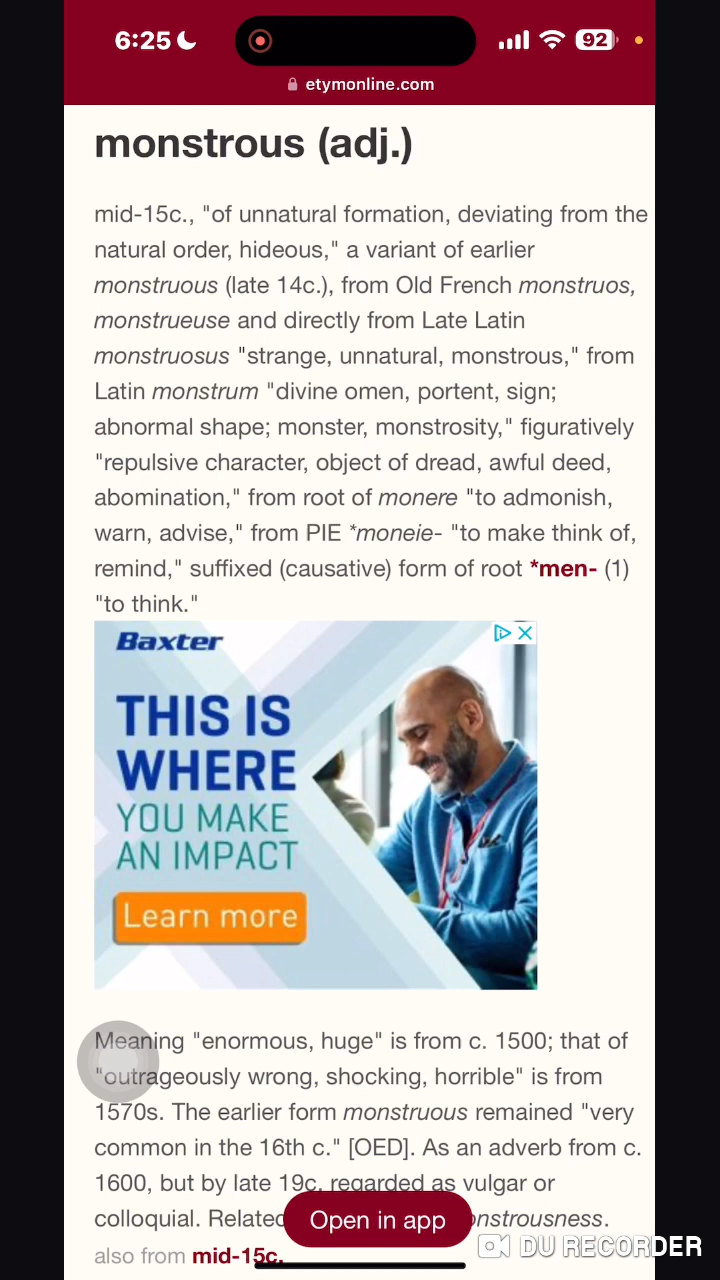 6:25
92
etymonline.com
monstrous (adj.)
mid-15c., "of unnatural formation, deviating from the
natural order, hideous," a variant of earlier
monstruous (late 14c.), from Old French monstruos,
monstrueuse and directly from Late Latin
monstruosus "strange, unnatural, monstrous," from
Latin monstrum "divine omen, portent, sign;
abnormal shape; monster, monstrosity," figuratively
"repulsive character, object of dread, awful deed,
abomination," from root of monere "to admonish,
warn, advise," from PIE *moneie- "to make think of,
remind," suffixed (causative) form of root *men- (1)
"to think."
Baxter
THIS IS
WHERE
YOU MAKE
AN IMPACT
Learn more
Meaning "enormous, huge" is from c. 1500; that of
"outrageously wrong, shocking, horrible" is from
1570s. The earlier form monstruous remained "very
common in the 16th c." [OED]. As an adverb from c.
1600, but by late 19c. regarded as vulgar or
colloquial. Related onstrousness.
Open in app
also from mid-15c.
DU RECORDER